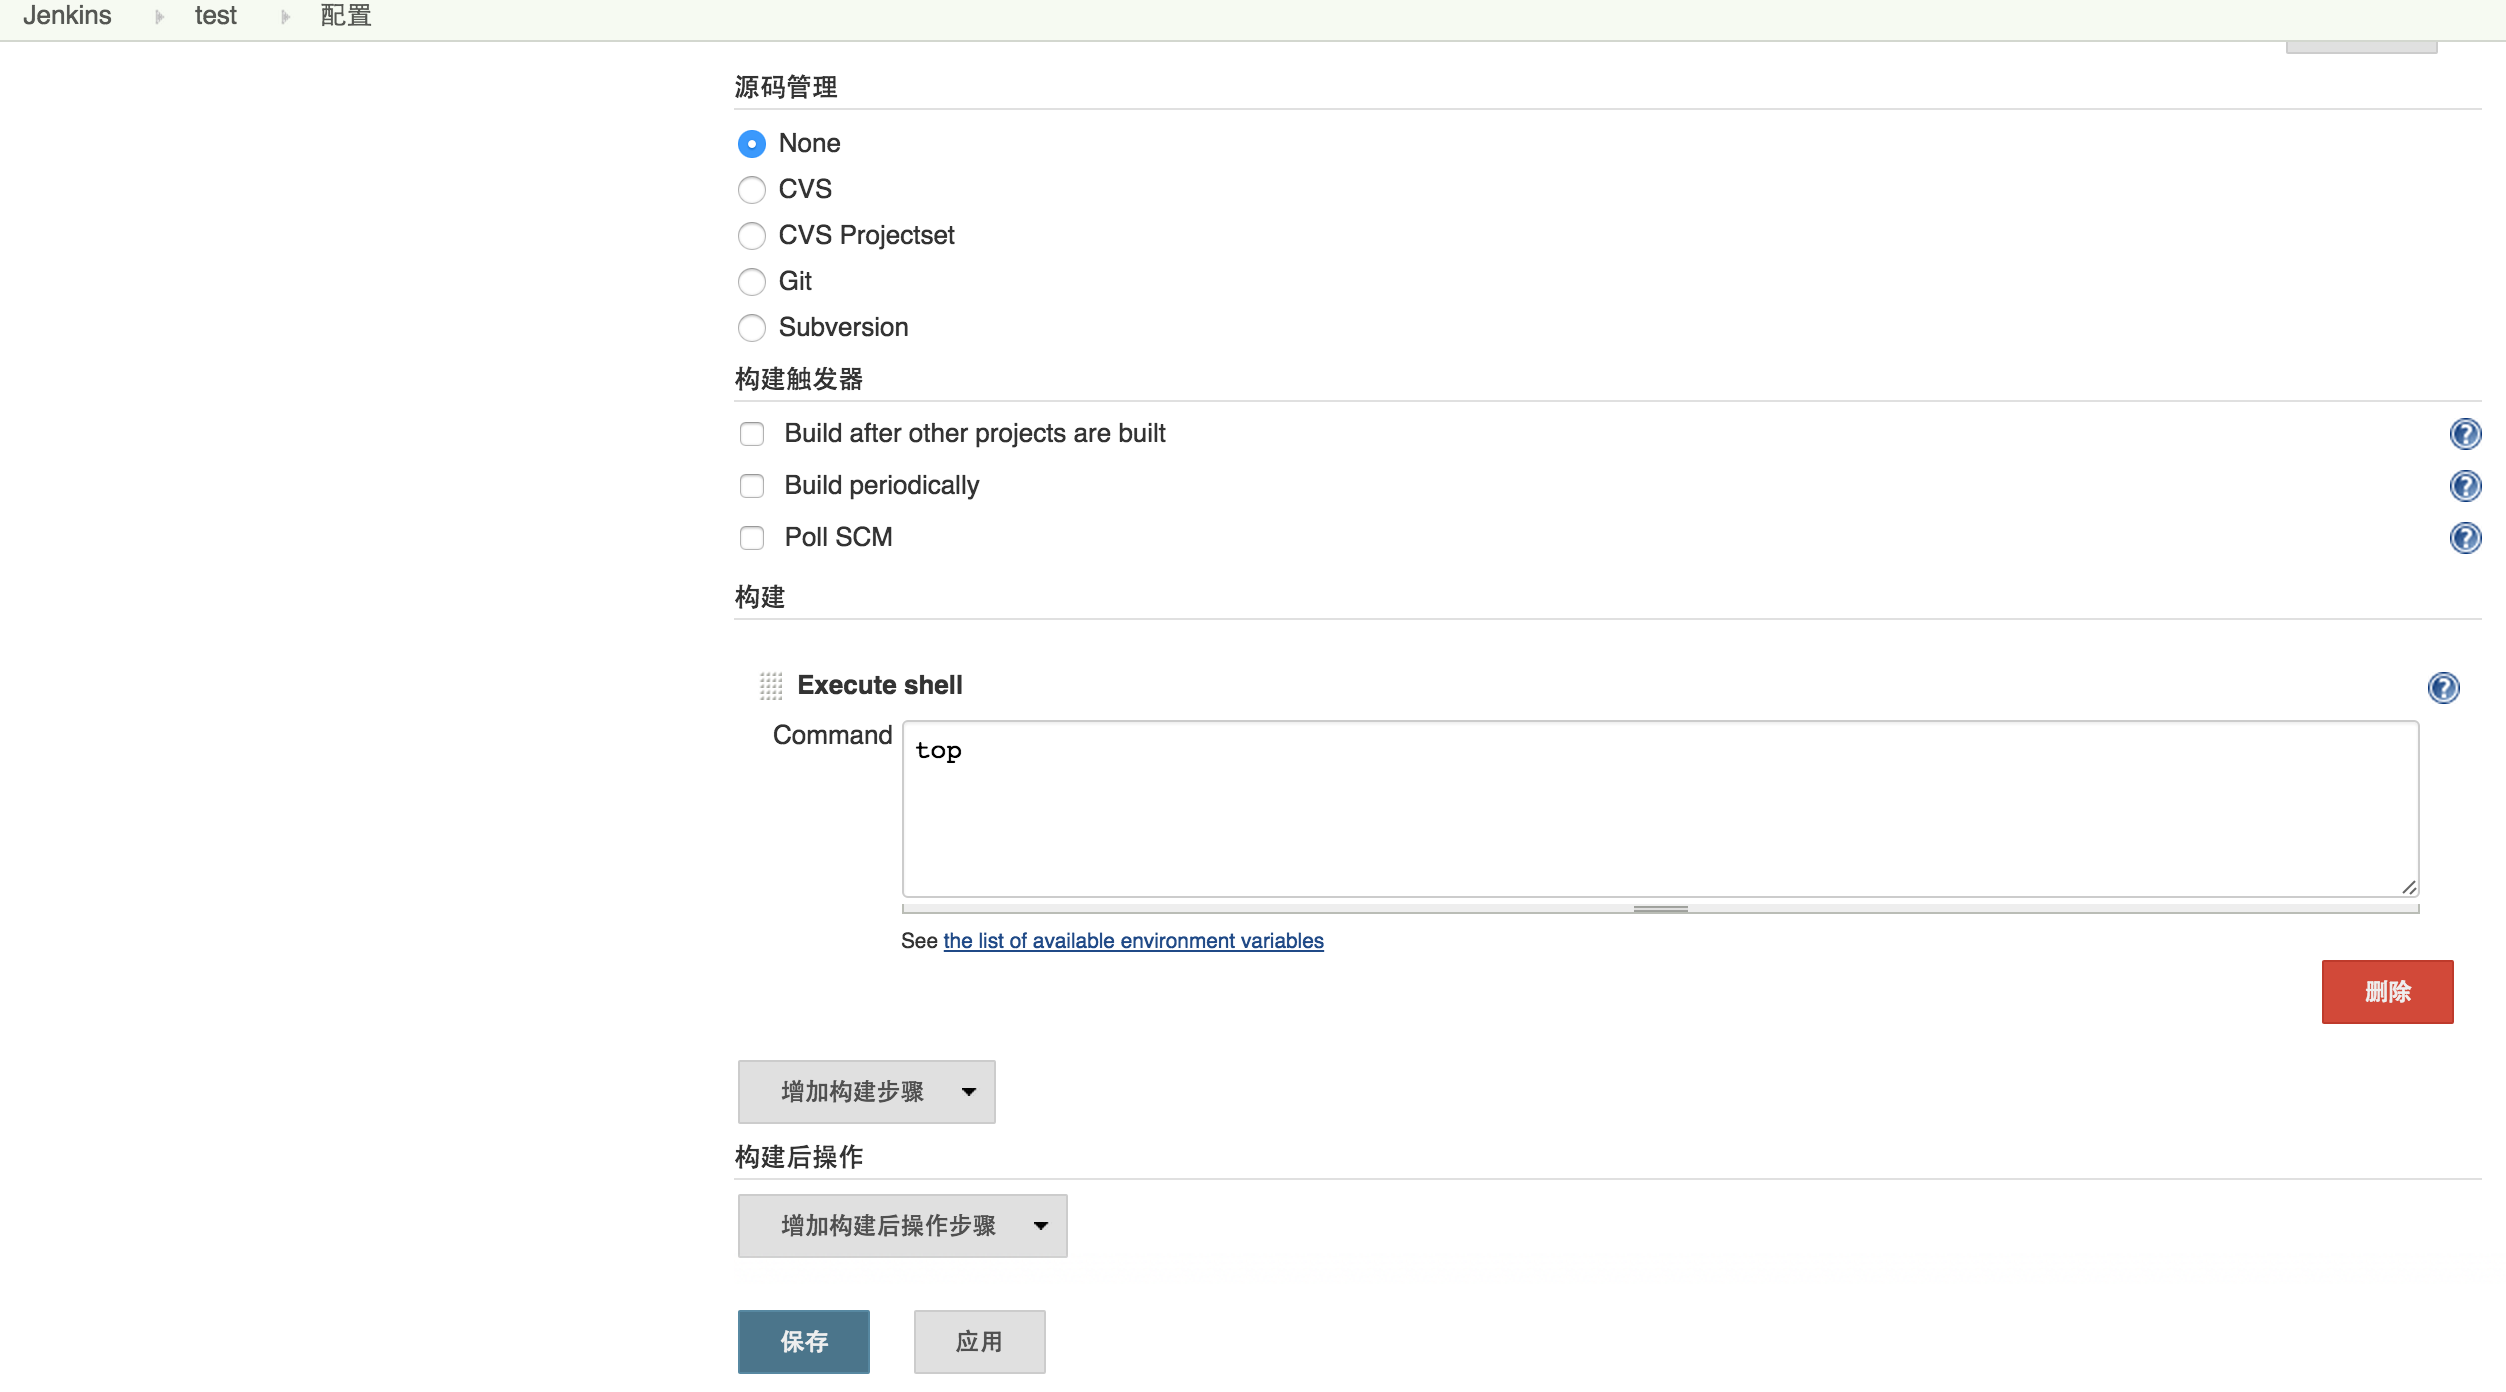 Jenkins test 配置
源码管理
None
CVS
CVS Projectset
Git
Subversion
构建触发器
Build after other projects are built
Build periodically
Poll SCM
构建
Execute shell
Command
top
See the list of available environment variables
删除
增加构建步骤
构建后操作
增加构建后操作步骤
保存 应用